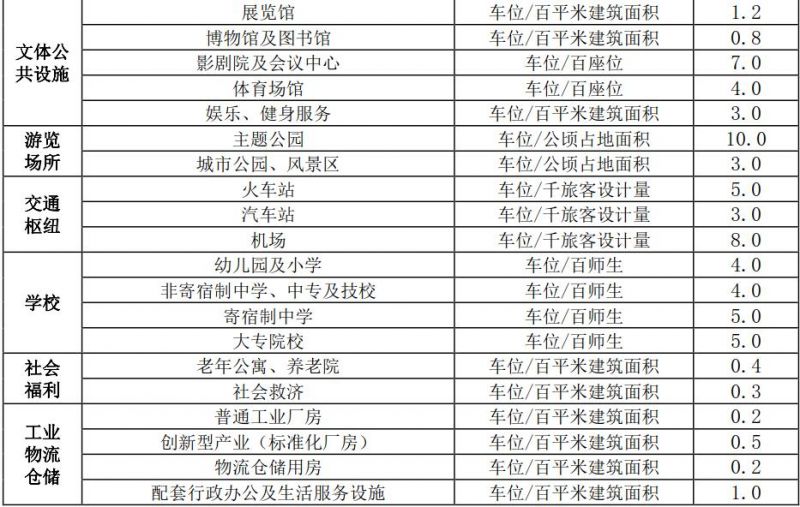 文体公共设施 展览馆 车位/百平米建筑面积 1.2
博物馆及图书馆 车位/百平米建筑面积 0.8
影剧院及会议中心 车位/百座位 7.0
体育场馆 车位/百座位 4.0
娱乐、健身服务 车位/百平米建筑面积 3.0
游览场所 主题公园 车位/公顷占地面积 10.0
城市公园、风景区 车位/公顷占地面积 3.0
交通枢纽 火车站 车位/千旅客设计量 5.0
汽车站 车位/千旅客设计量 3.0
机场 车位/千旅客设计量 8.0
学校 幼儿园及小学 车位/百师生 4.0
非寄宿制中学、中专及技校 车位/百师生 4.0
寄宿制中学 车位/百师生 5.0
大专院校 车位/百师生 5.0
社会福利 老年公寓、养老院 车位/百平米建筑面积 0.4
社会救济 车位/百平米建筑面积 0.3
工业物流仓储 普通工业厂房 车位/百平米建筑面积 0.2
创新型产业（标准化厂房） 车位/百平米建筑面积 0.5
物流仓储用房 车位/百平米建筑面积 0.2
配套行政办公及生活服务设施 车位/百平米建筑面积 1.0